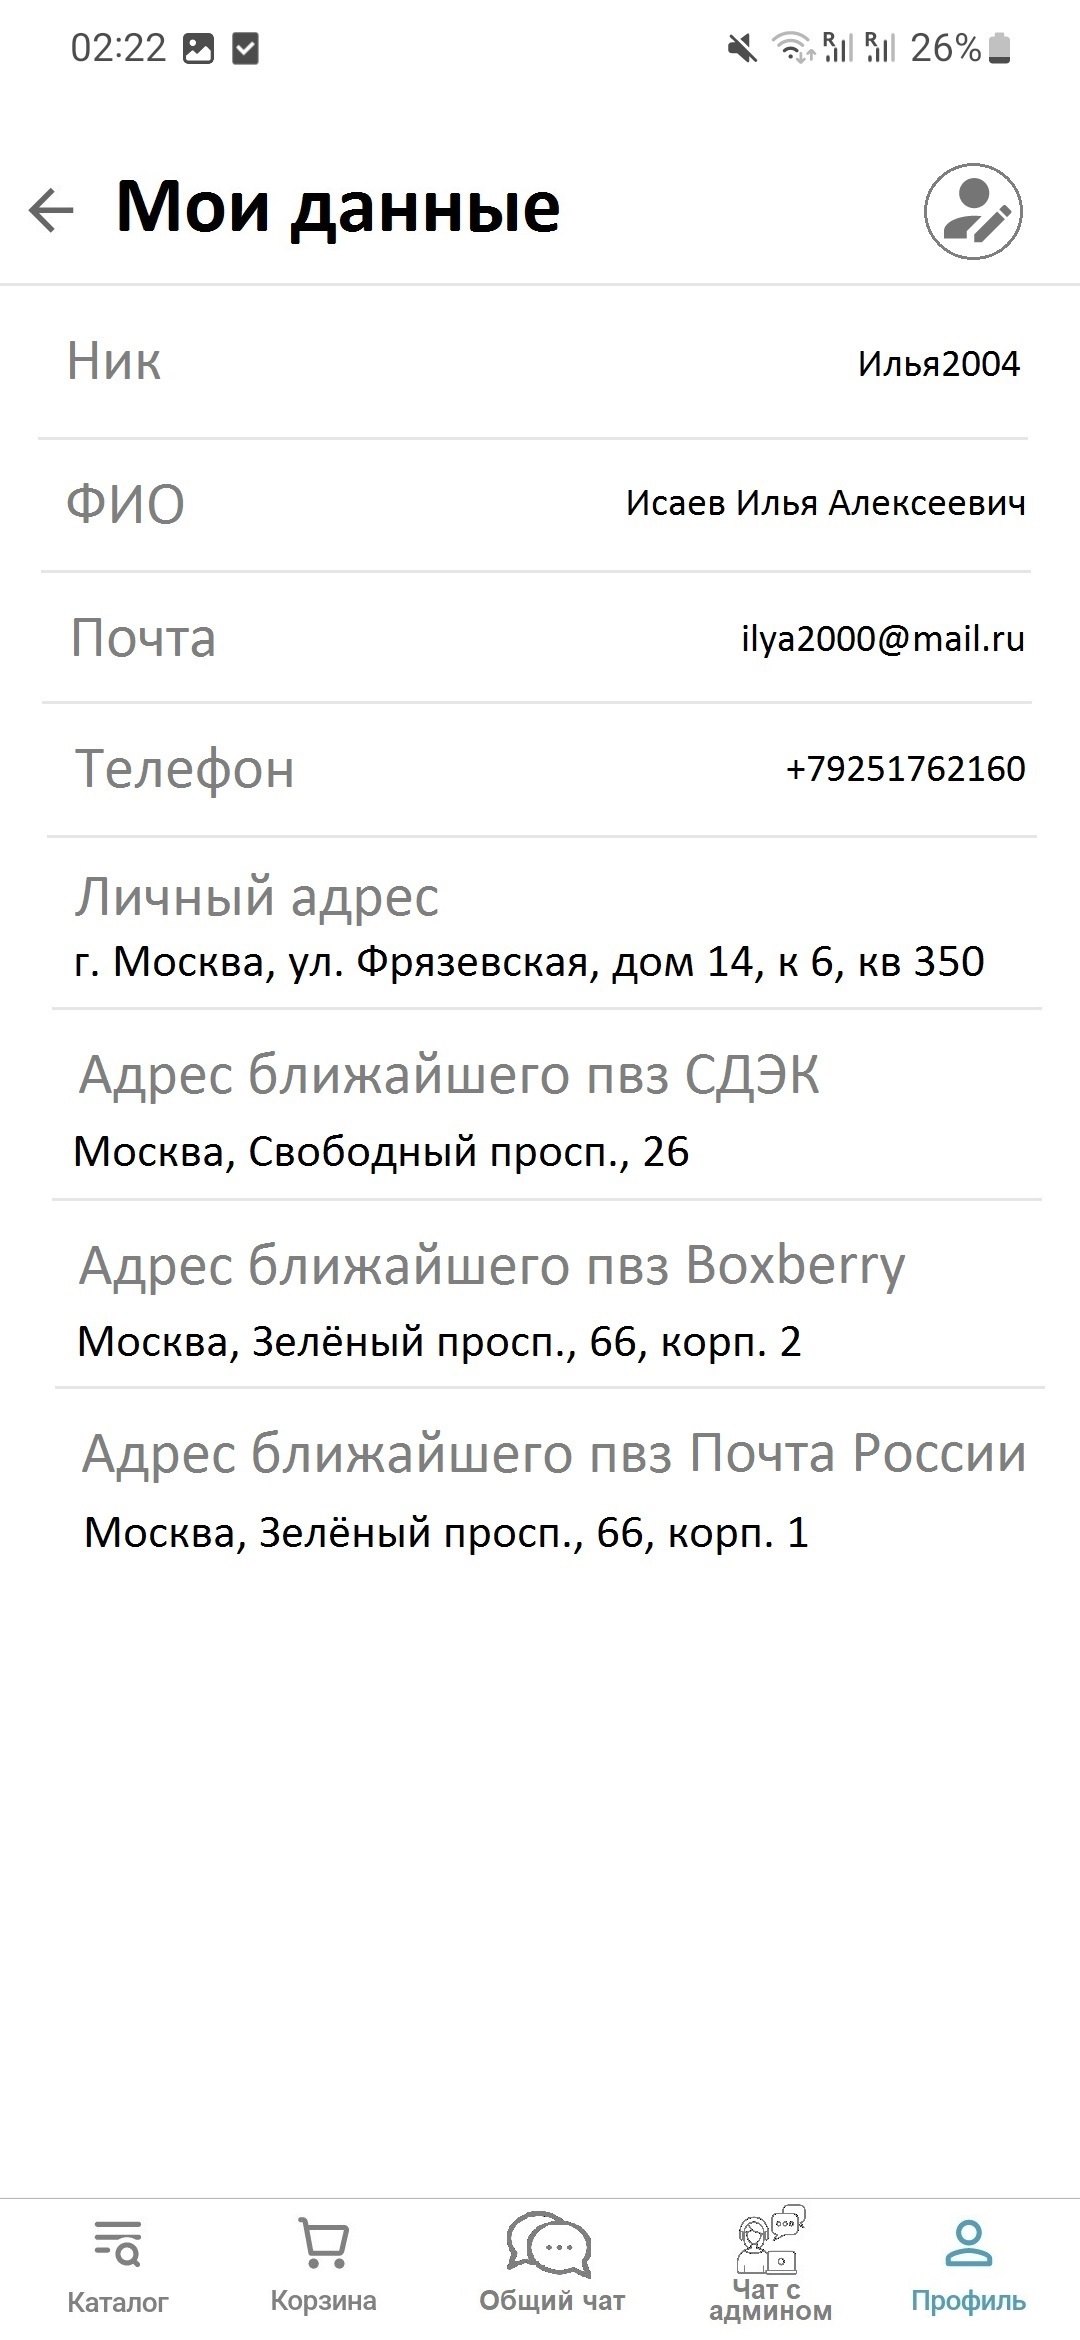 02:22
26%
Мои данные
Ник
Илья2004
ФИО
Исаев Илья Алексеевич
Почта
ilya2000@mail.ru
Телефон
+79251762160
Личный адрес
г. Москва, ул. Фрязевская, дом 14, к 6, кв 350
Адрес ближайшего пвз СДЭК
Москва, Свободный просп., 26
Адрес ближайшего пвз Boxberry
Москва, Зелёный просп., 66, корп. 2
Адрес ближайшего пвз Почта России
Москва, Зелёный просп., 66, корп. 1
Каталог
Корзина
Общий чат
Чат с
админом
Профиль